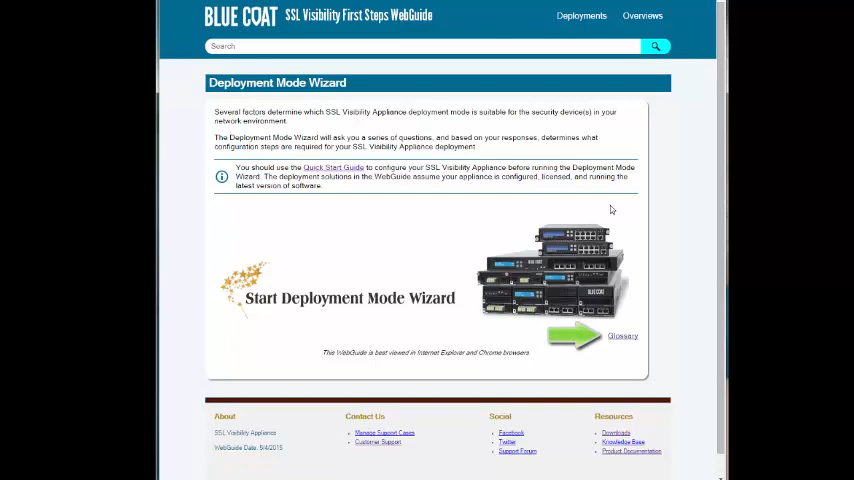 BLUE COAT SSL Visibility First Steps WebGuide
Deployments Overviews
Search
Deployment Mode Wizard
Several factors determine which SSL Visibility Appliance deployment mode is suitable for the security device(s) in your
network environment.
The Deployment Mode Wizard will ask you a series of questions, and based on your responses, determines what
configuration steps are required for your SSL Visibility Appliance deployment
You should use the Quick Start Guide to configure your SSL Visibility Appliance before running the Deployment Mode
Wizard. The deployment solutions in the WebGuide assume your appliance is configured, licensed, and running the
latest version of software.
BLUE COAT
Start Deployment Mode Wizard
BLUE COAT
Glossary
This WebGuide is best viewed in Internet Explorer and Chrome browsers
About
SSL Visibility Appliance
WebGuide Date: 5/4/2015
Contact Us
Manage Support Cases
Customer Support
Social
Facebook
Twitter
Support Forum
Resources
Downloads
Knowledge Base
Product Documentation